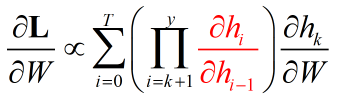 ∂L/∂W ∝ ∑_{i=0}^{T} ( ∏_{i=k+1}^{y} ∂h_i/∂h_{i-1} ) ∂h_k/∂W